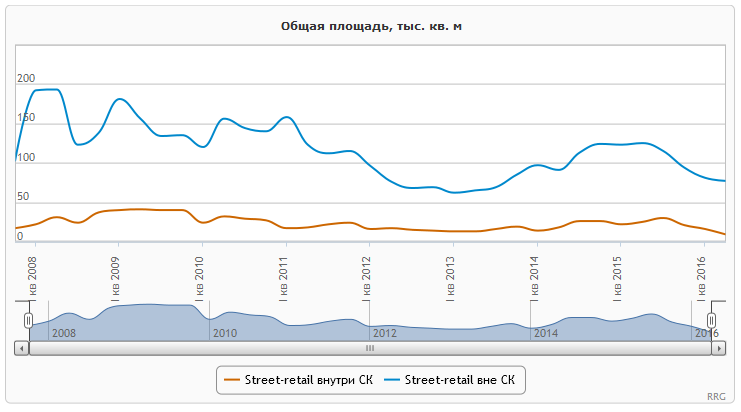 Общая площадь, тыс. кв. м
200
150
100
50
0
I кв 2008
I кв 2009
I кв 2010
I кв 2011
I кв 2012
I кв 2013
I кв 2014
I кв 2015
I кв 2016
2008
2010
2012
2014
2016
Street-retail внутри СК
Street-retail вне СК
RRG